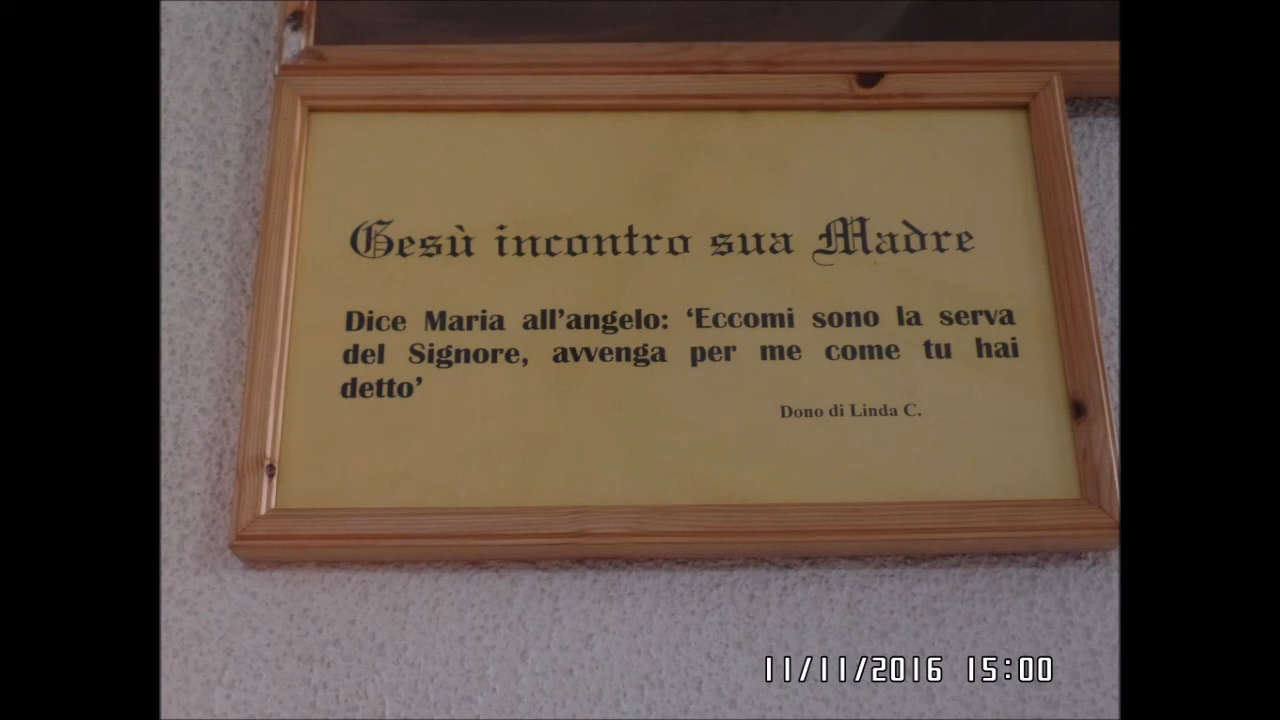 Gesù incontro sua Madre
Dice Maria all’angelo: ‘Eccomi sono la serva
del Signore, avvenga per me come tu hai
detto’
Dono di Linda C.
11/11/2016 15:00